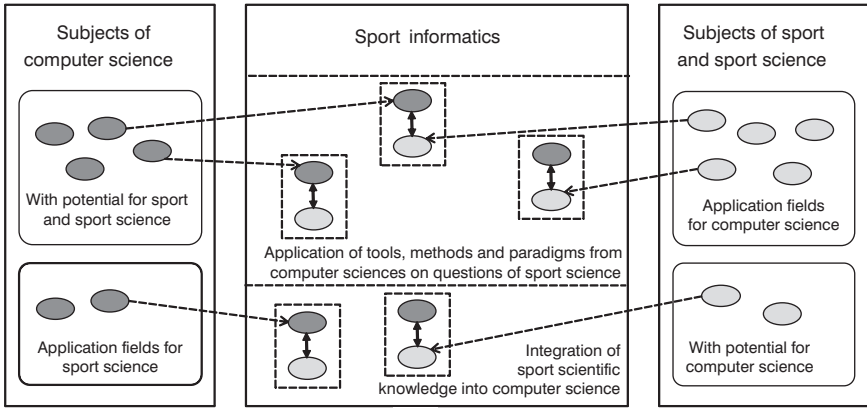 Subjects of
computer science
With potential for sport
and sport science
Application fields for
sport science
Sport informatics
Application of tools, methods and paradigms from
computer sciences on questions of sport science
Integration of
sport scientific
knowledge into computer science
Subjects of sport
and sport science
Application fields
for computer science
With potential for
computer science